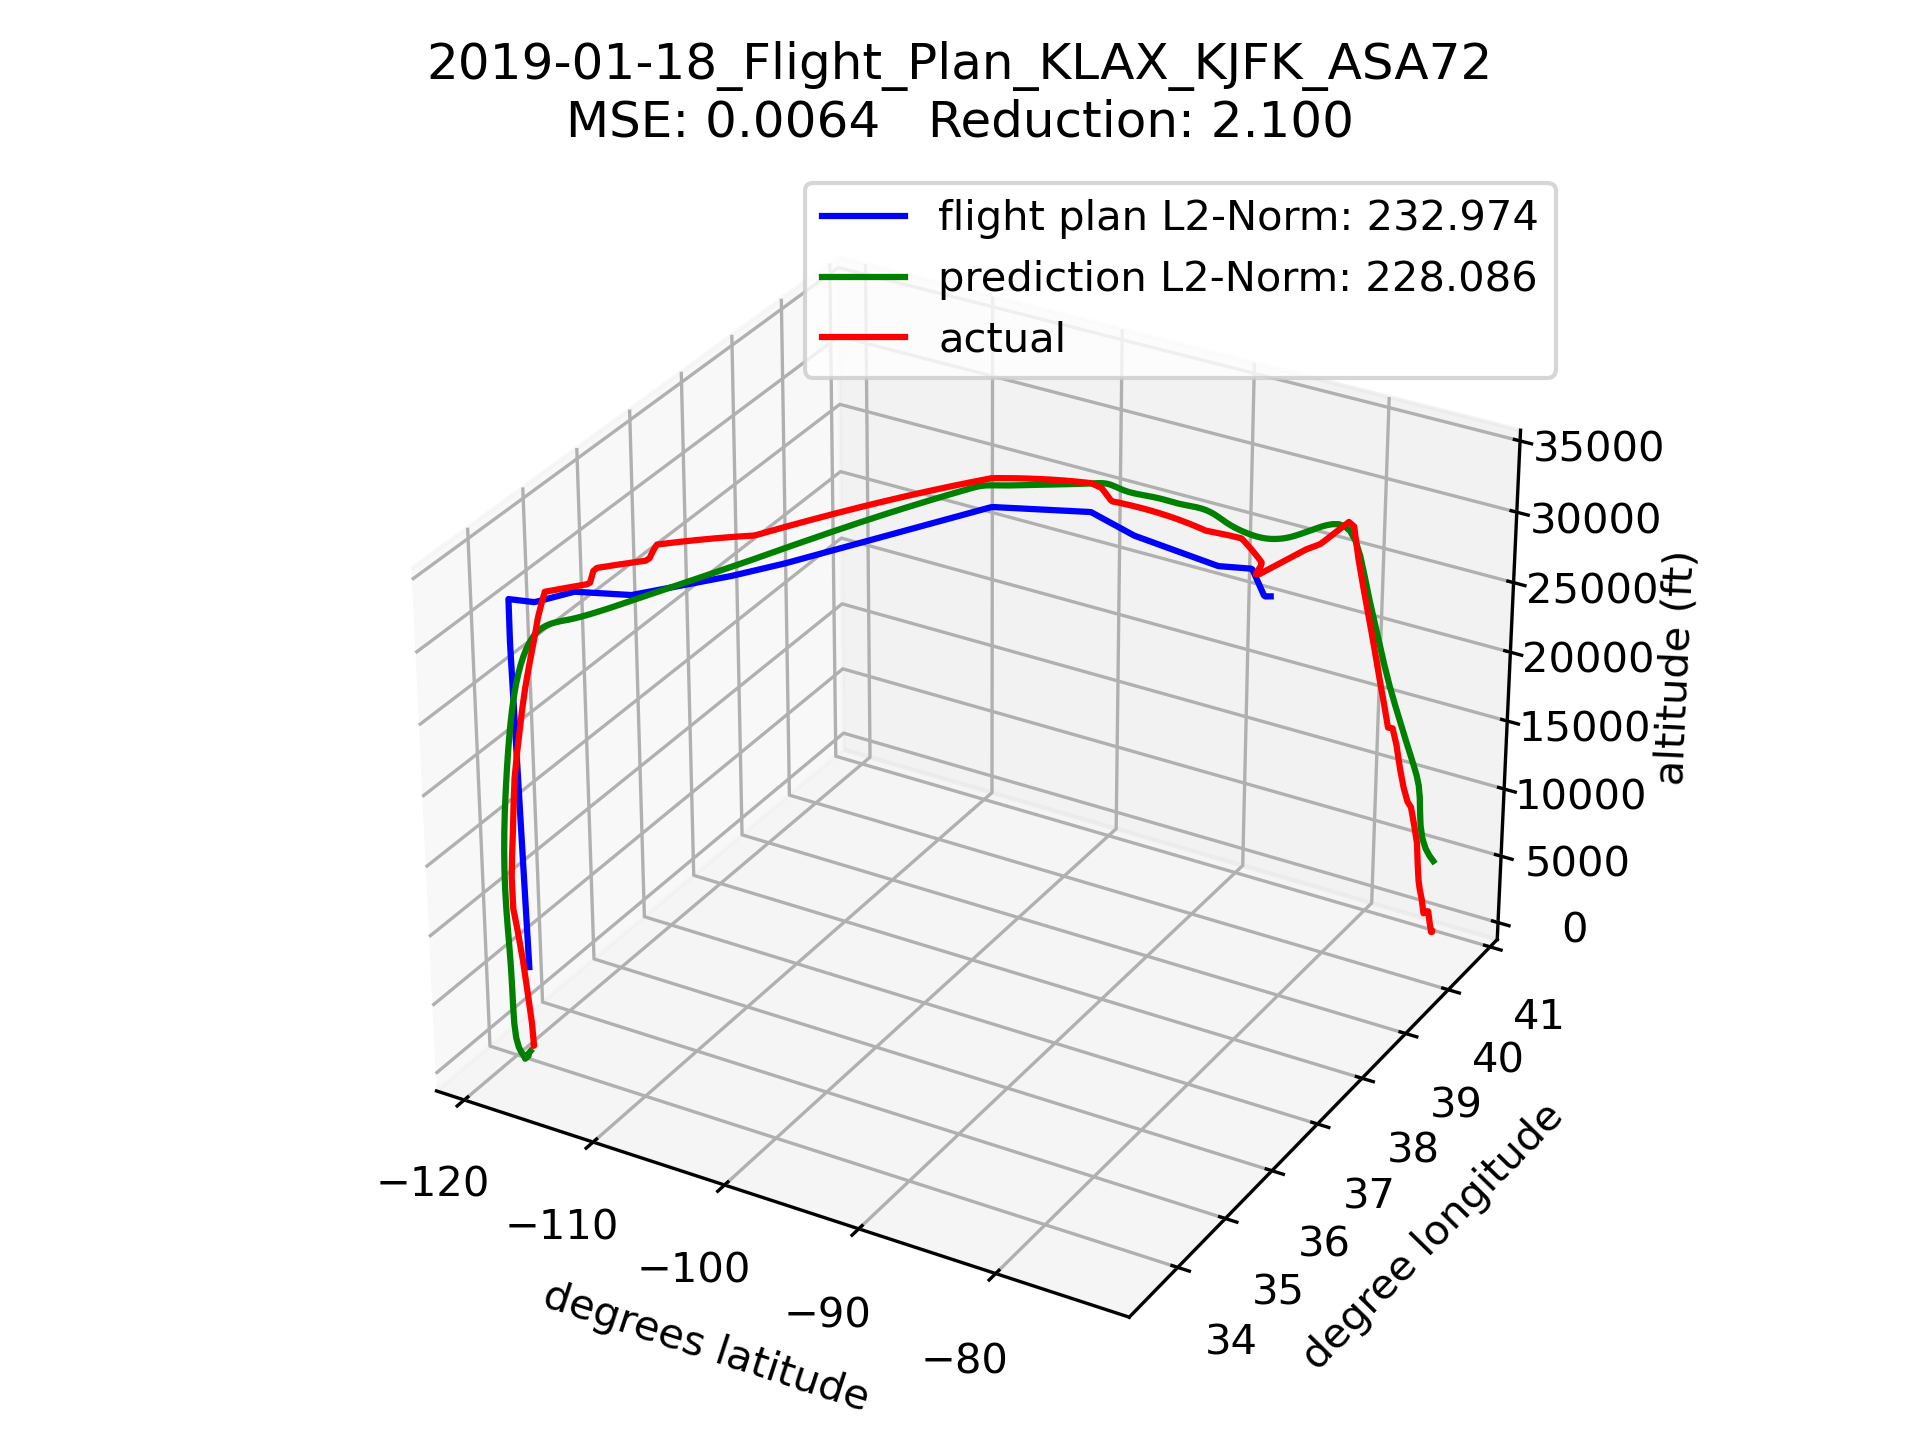 2019-01-18_Flight_Plan_KLAX_KJFK_ASA72
MSE: 0.0064   Reduction: 2.100
flight plan L2-Norm: 232.974
prediction L2-Norm: 228.086
actual
35000
30000
25000
20000
15000
10000
5000
0
altitude (ft)
41
40
39
38
37
36
35
34
degree longitude
−120
−110
−100
−90
−80
degrees latitude